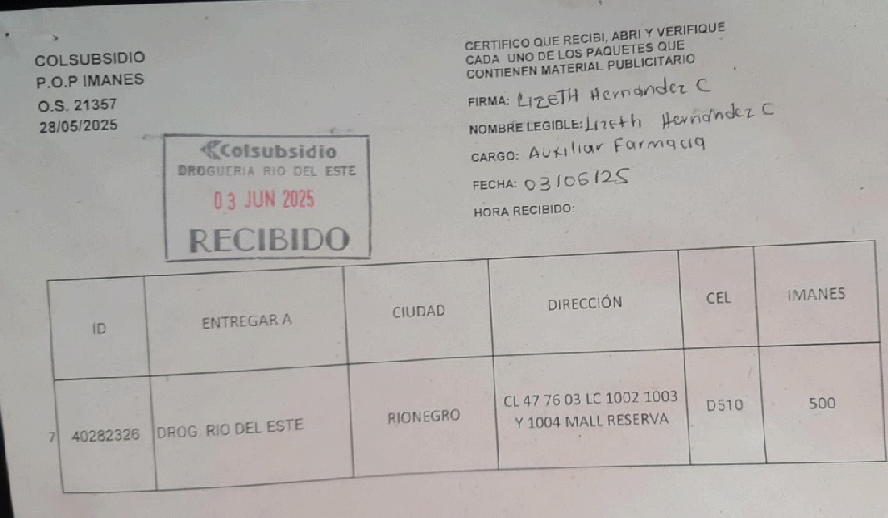 COLSUBSIDIO
P.O.P IMANES
O.S. 21357
28/05/2025
CERTIFICO QUE RECIBI, ABRI Y VERIFIQUE
CADA UNO DE LOS PAQUETES QUE
CONTIENEN MATERIAL PUBLICITARIO
FIRMA: LIZETH Hernández C
NOMBRE LEGIBLE: Lizeth Hernández C
CARGO: Auxiliar Farmacia
FECHA: 03/06/25
HORA RECIBIDO:
Colsubsidio
DROGUERIA RIO DEL ESTE
03 JUN 2025
RECIBIDO
ID ENTREGAR A CIUDAD DIRECCIÓN CEL IMANES
7 40282326 DROG. RIO DEL ESTE RIONEGRO CL 47 76 03 LC 1002 1003 D510 500
Y 1004 MALL RESERVA